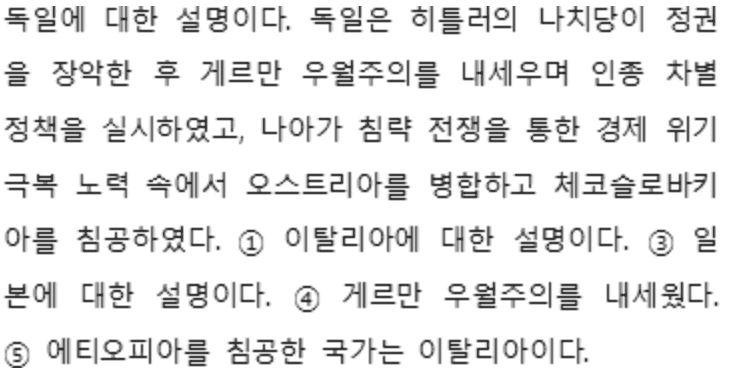 독일에 대한 설명이다. 독일은 히틀러의 나치당이 정권
을 장악한 후 게르만 우월주의를 내세우며 인종 차별
정책을 실시하였고, 나아가 침략 전쟁을 통한 경제 위기
극복 노력 속에서 오스트리아를 병합하고 체코슬로바키
아를 침공하였다. ① 이탈리아에 대한 설명이다. ③ 일
본에 대한 설명이다. ④ 게르만 우월주의를 내세웠다.
⑤ 에티오피아를 침공한 국가는 이탈리아이다.